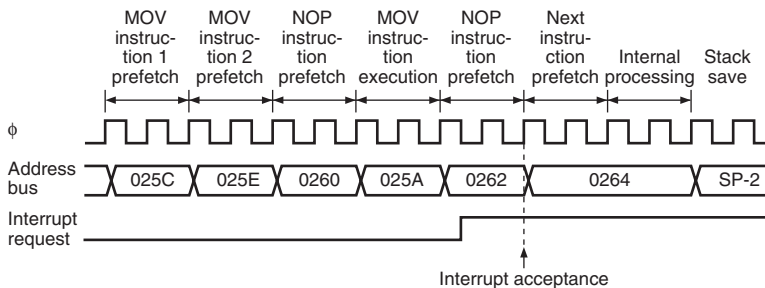 MOV instruc-tion 1 prefetch
MOV instruc-tion 2 prefetch
NOP instruc-tion prefetch
MOV instruc-tion execution
NOP instruc-tion prefetch
Next instru-ction prefetch
Internal processing
Stack save
φ
Address bus
025C 025E 0260 025A 0262 0264 SP-2
Interrupt request
Interrupt acceptance